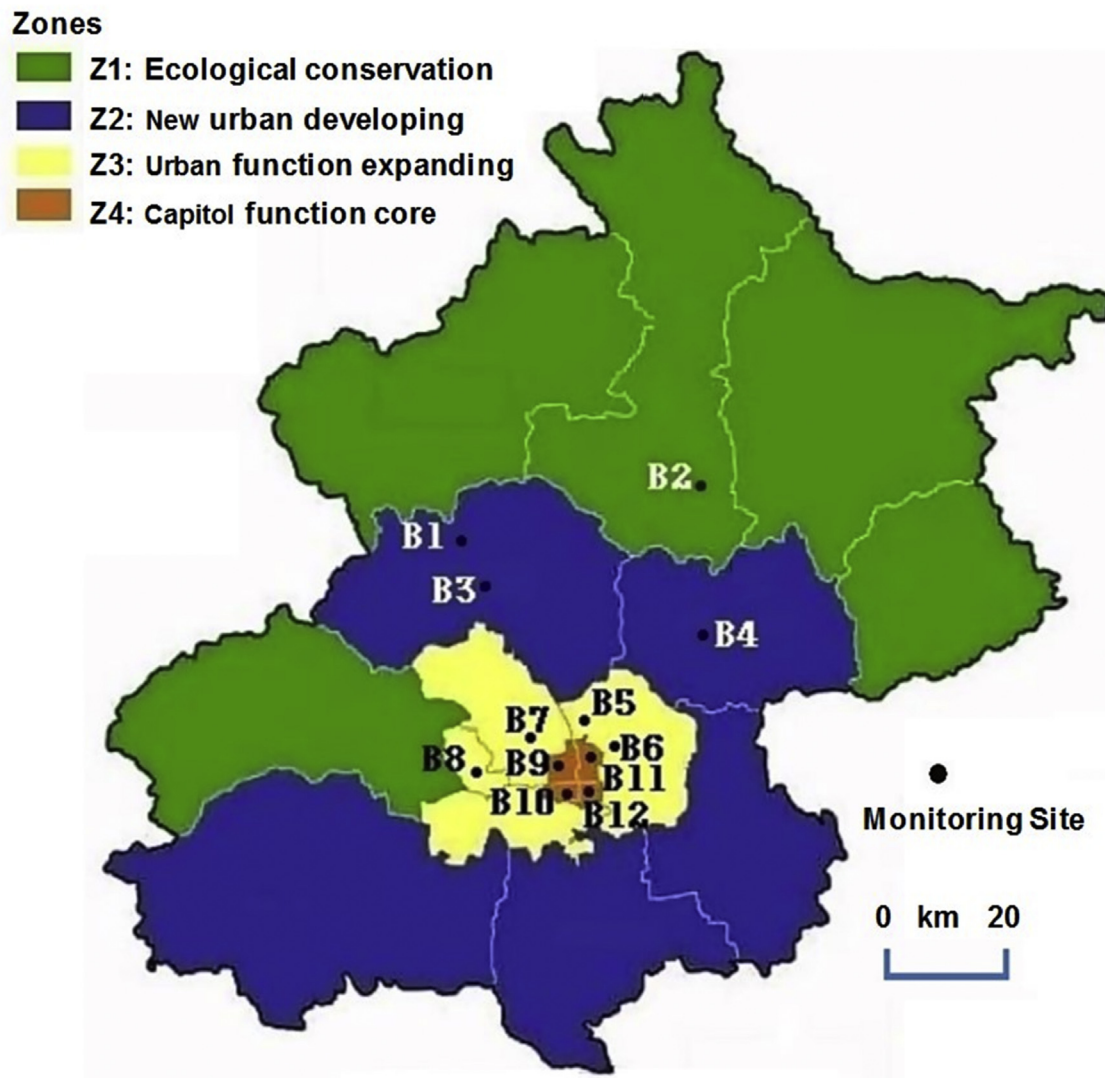 Zones
Z1: Ecological conservation
Z2: New urban developing
Z3: Urban function expanding
Z4: Capitol function core
B2
B1
B3
B4
B5
B7
B6
B8
B9
B11
B10
B12
Monitoring Site
0 km 20